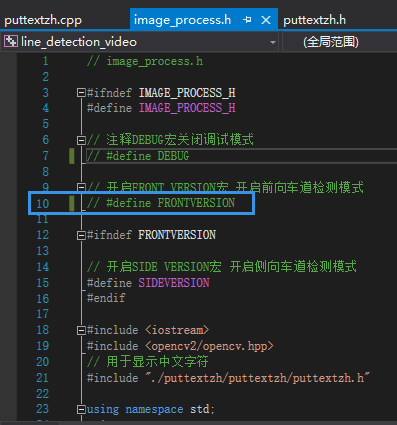 puttextzh.cpp image_process.h puttextzh.h
line_detection_video (全局范围)
1 // image_process.h
2
3 #ifndef IMAGE_PROCESS_H
4 #define IMAGE_PROCESS_H
5
6 // 注释DEBUG宏关闭调试模式
7 // #define DEBUG
8
9 // 开启FRONT VERSION宏 开启前向车道检测模式
10 // #define FRONTVERSION
11
12 #ifndef FRONTVERSION
13
14 // 开启SIDE VERSION宏 开启侧向车道检测模式
15 #define SIDEVERSION
16 #endif
17
18 #include <iostream>
19 #include <opencv2/opencv.hpp>
20 // 用于显示中文字符
21 #include "./puttextzh/puttextzh/puttextzh.h"
22
23 using namespace std;